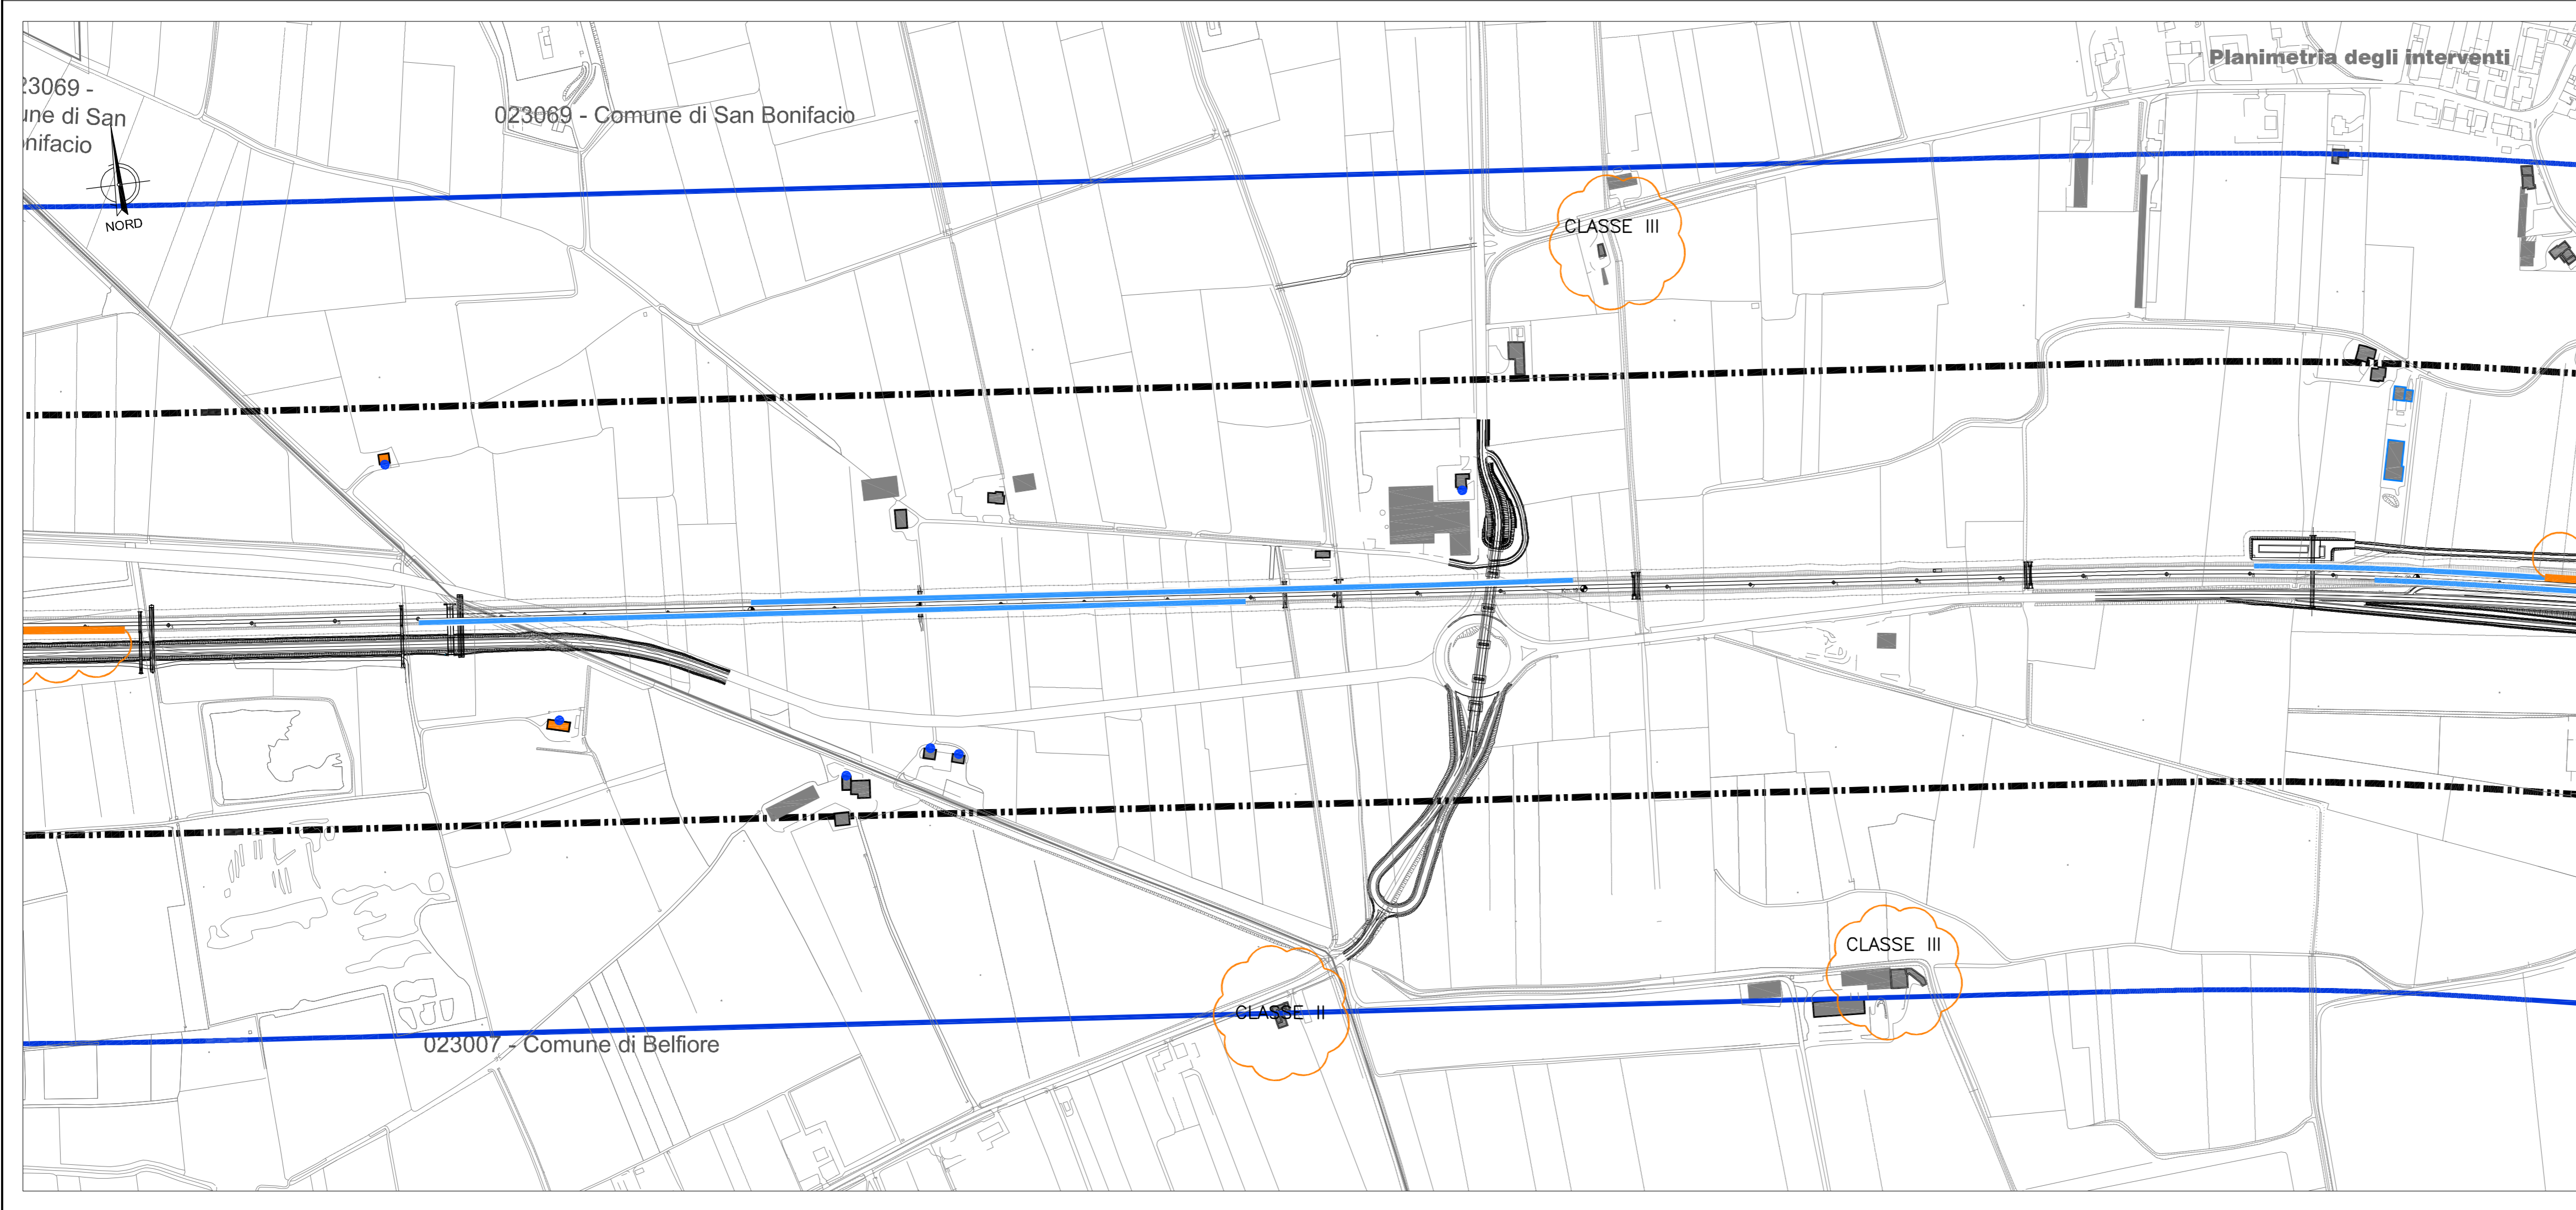 Planimetria degli interventi
23069 -
une di San
nifacio
023069 - Comune di San Bonifacio
NORD
CLASSE III
CLASSE III
CLASSE II
023007 - Comune di Belfiore